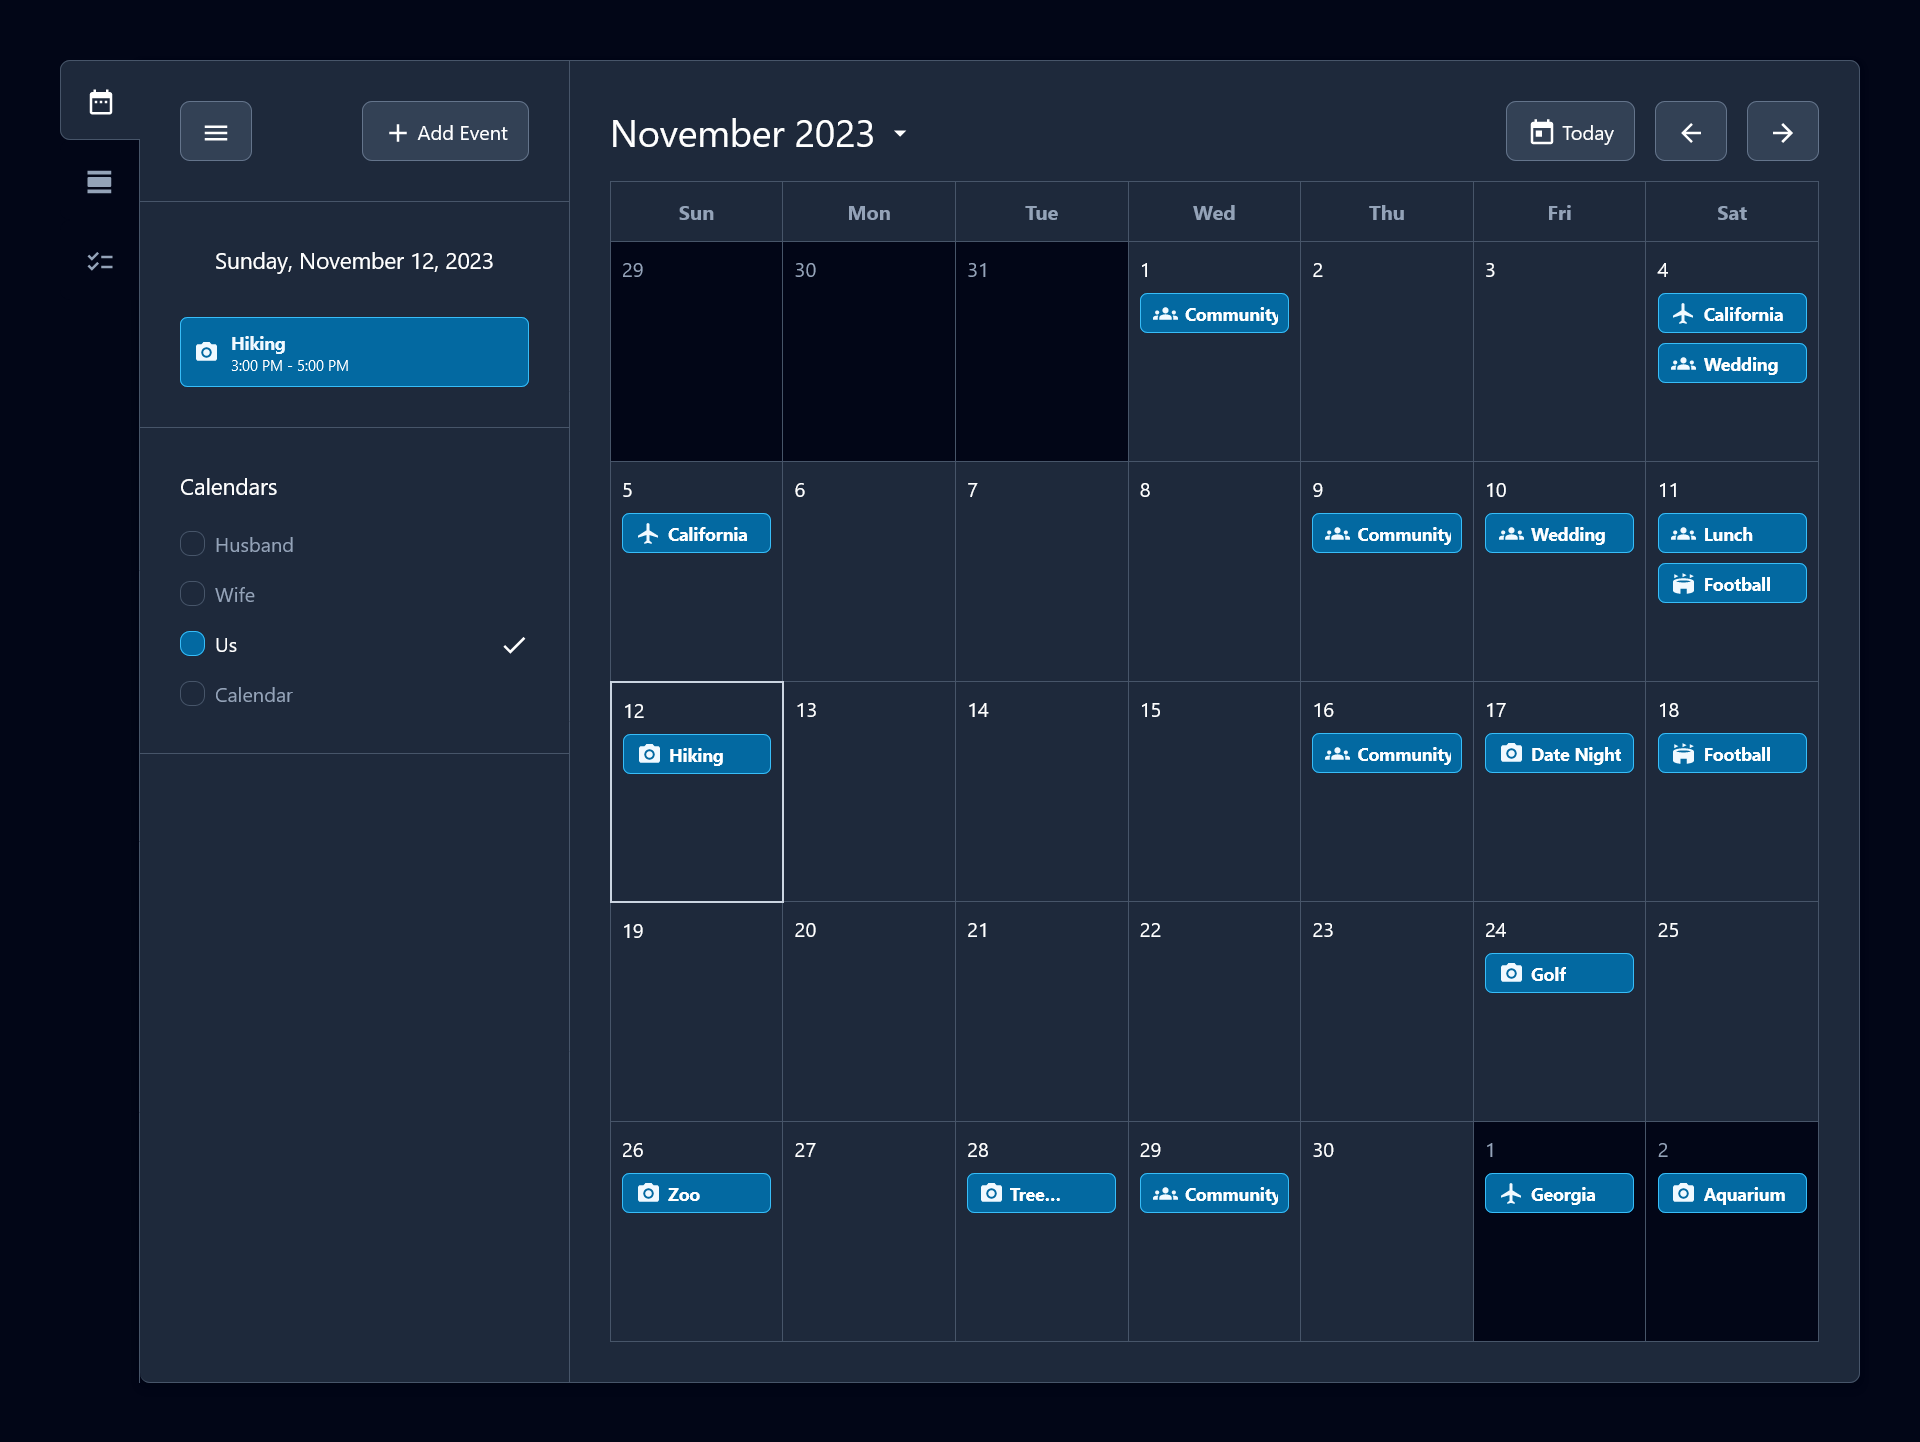 Add Event
Sunday, November 12, 2023
Hiking
3:00 PM - 5:00 PM
Calendars
Husband
Wife
Us
Calendar
November 2023
Today
Sun Mon Tue Wed Thu Fri Sat
29 30 31 1 2 3 4
Community California
Wedding
5 6 7 8 9 10 11
California Community Wedding Lunch
Football
12 13 14 15 16 17 18
Hiking Community Date Night Football
19 20 21 22 23 24 25
Golf
26 27 28 29 30 1 2
Zoo Tree... Community Georgia Aquarium